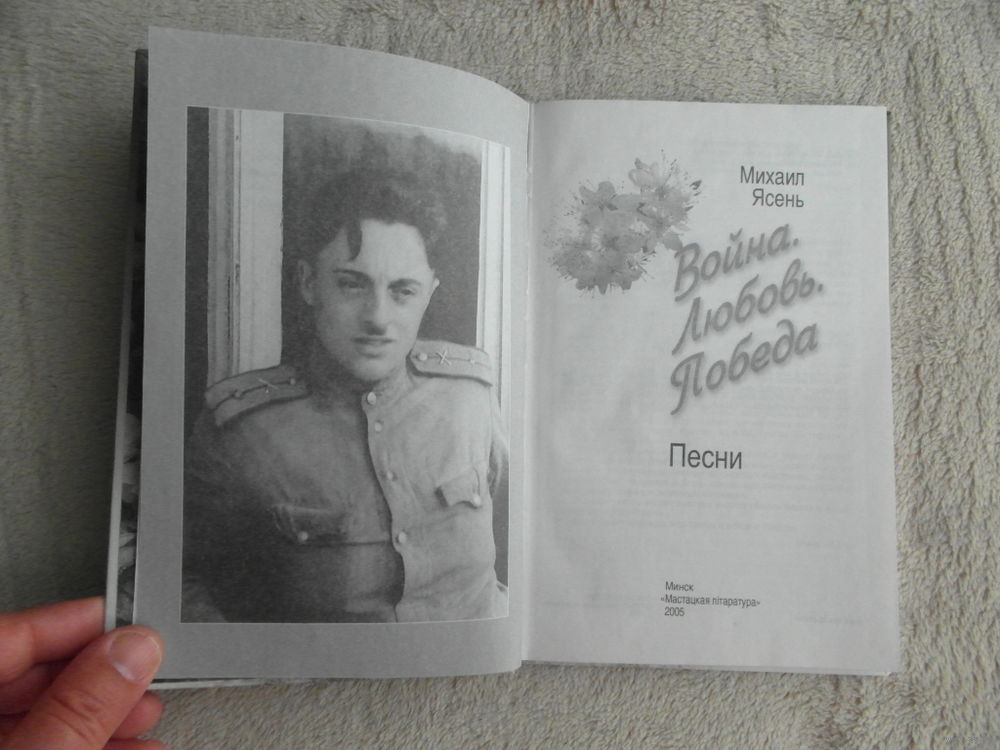 Михаил
Ясень
Война.
Любовь.
Победа
Песни
Минск
«Мастацкая літаратура»
2005